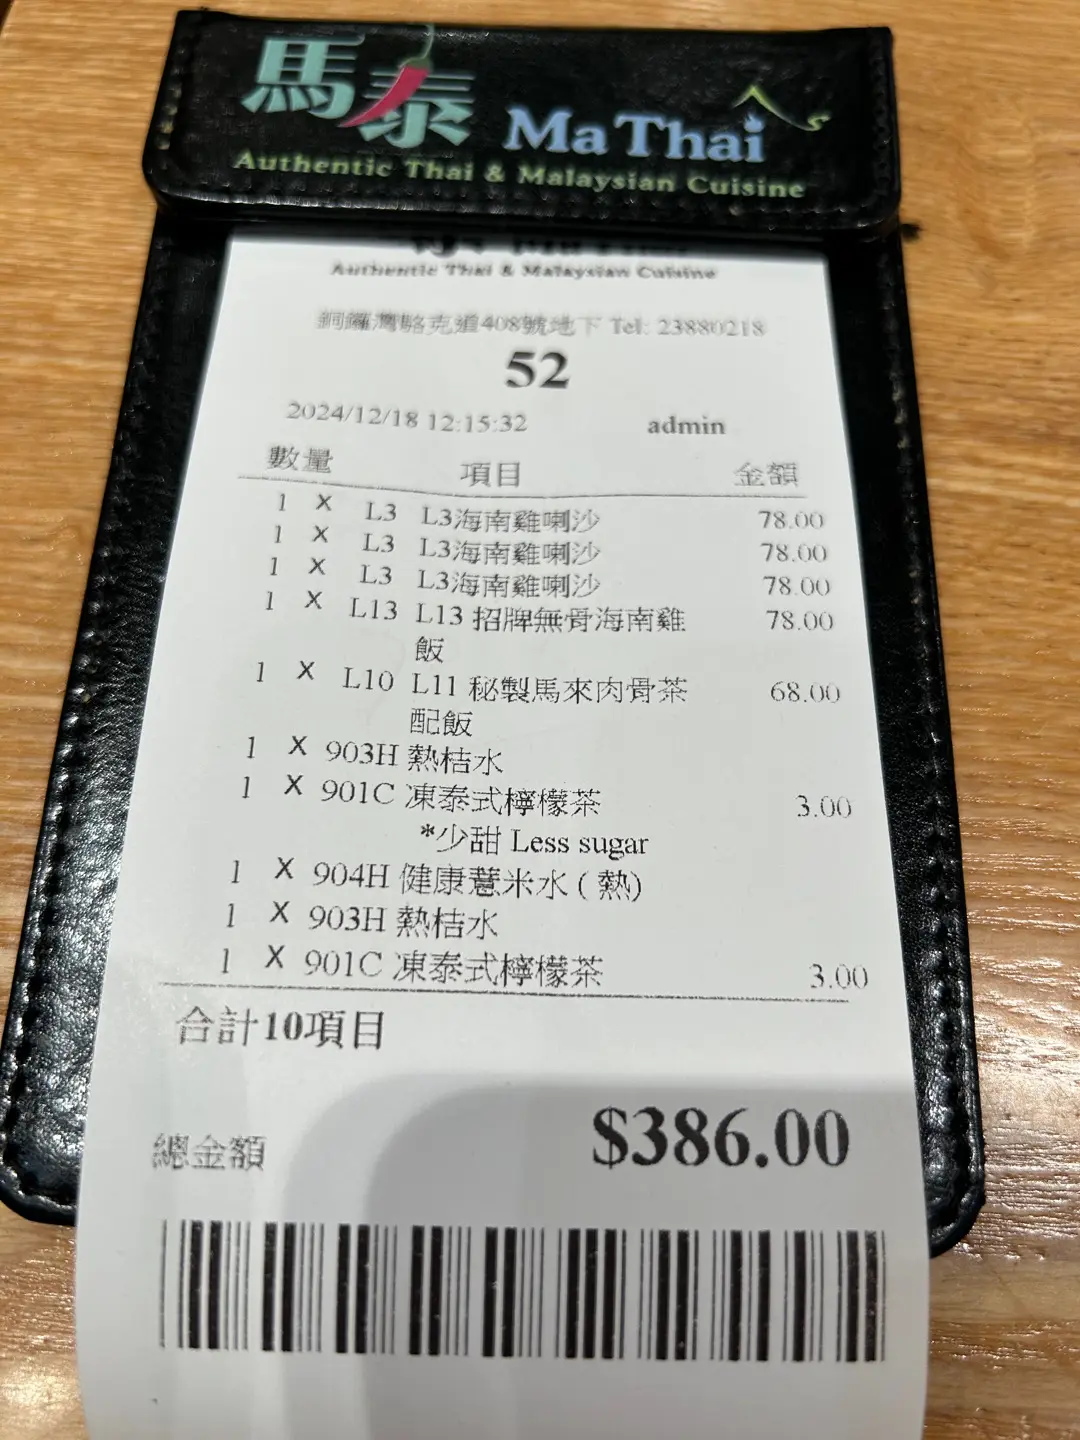 馬泰 Ma Thai
Authentic Thai & Malaysian Cuisine
Authentic Thai & Malaysian Cuisine
銅鑼灣駱克道408號地下 Tel: 23880218
52
2024/12/18 12:15:32 admin
數量 項目 金額
1 X L3 L3海南雞喇沙 78.00
1 X L3 L3海南雞喇沙 78.00
1 X L3 L3海南雞喇沙 78.00
1 X L13 L13 招牌無骨海南雞 78.00
飯
1 X L10 L11 秘製馬來肉骨茶 68.00
配飯
1 X 903H 熱桔水
1 X 901C 凍泰式檸檬茶 3.00
*少甜 Less sugar
1 X 904H 健康薏米水 ( 熱)
1 X 903H 熱桔水
1 X 901C 凍泰式檸檬茶 3.00
合計10項目
總金額 $386.00